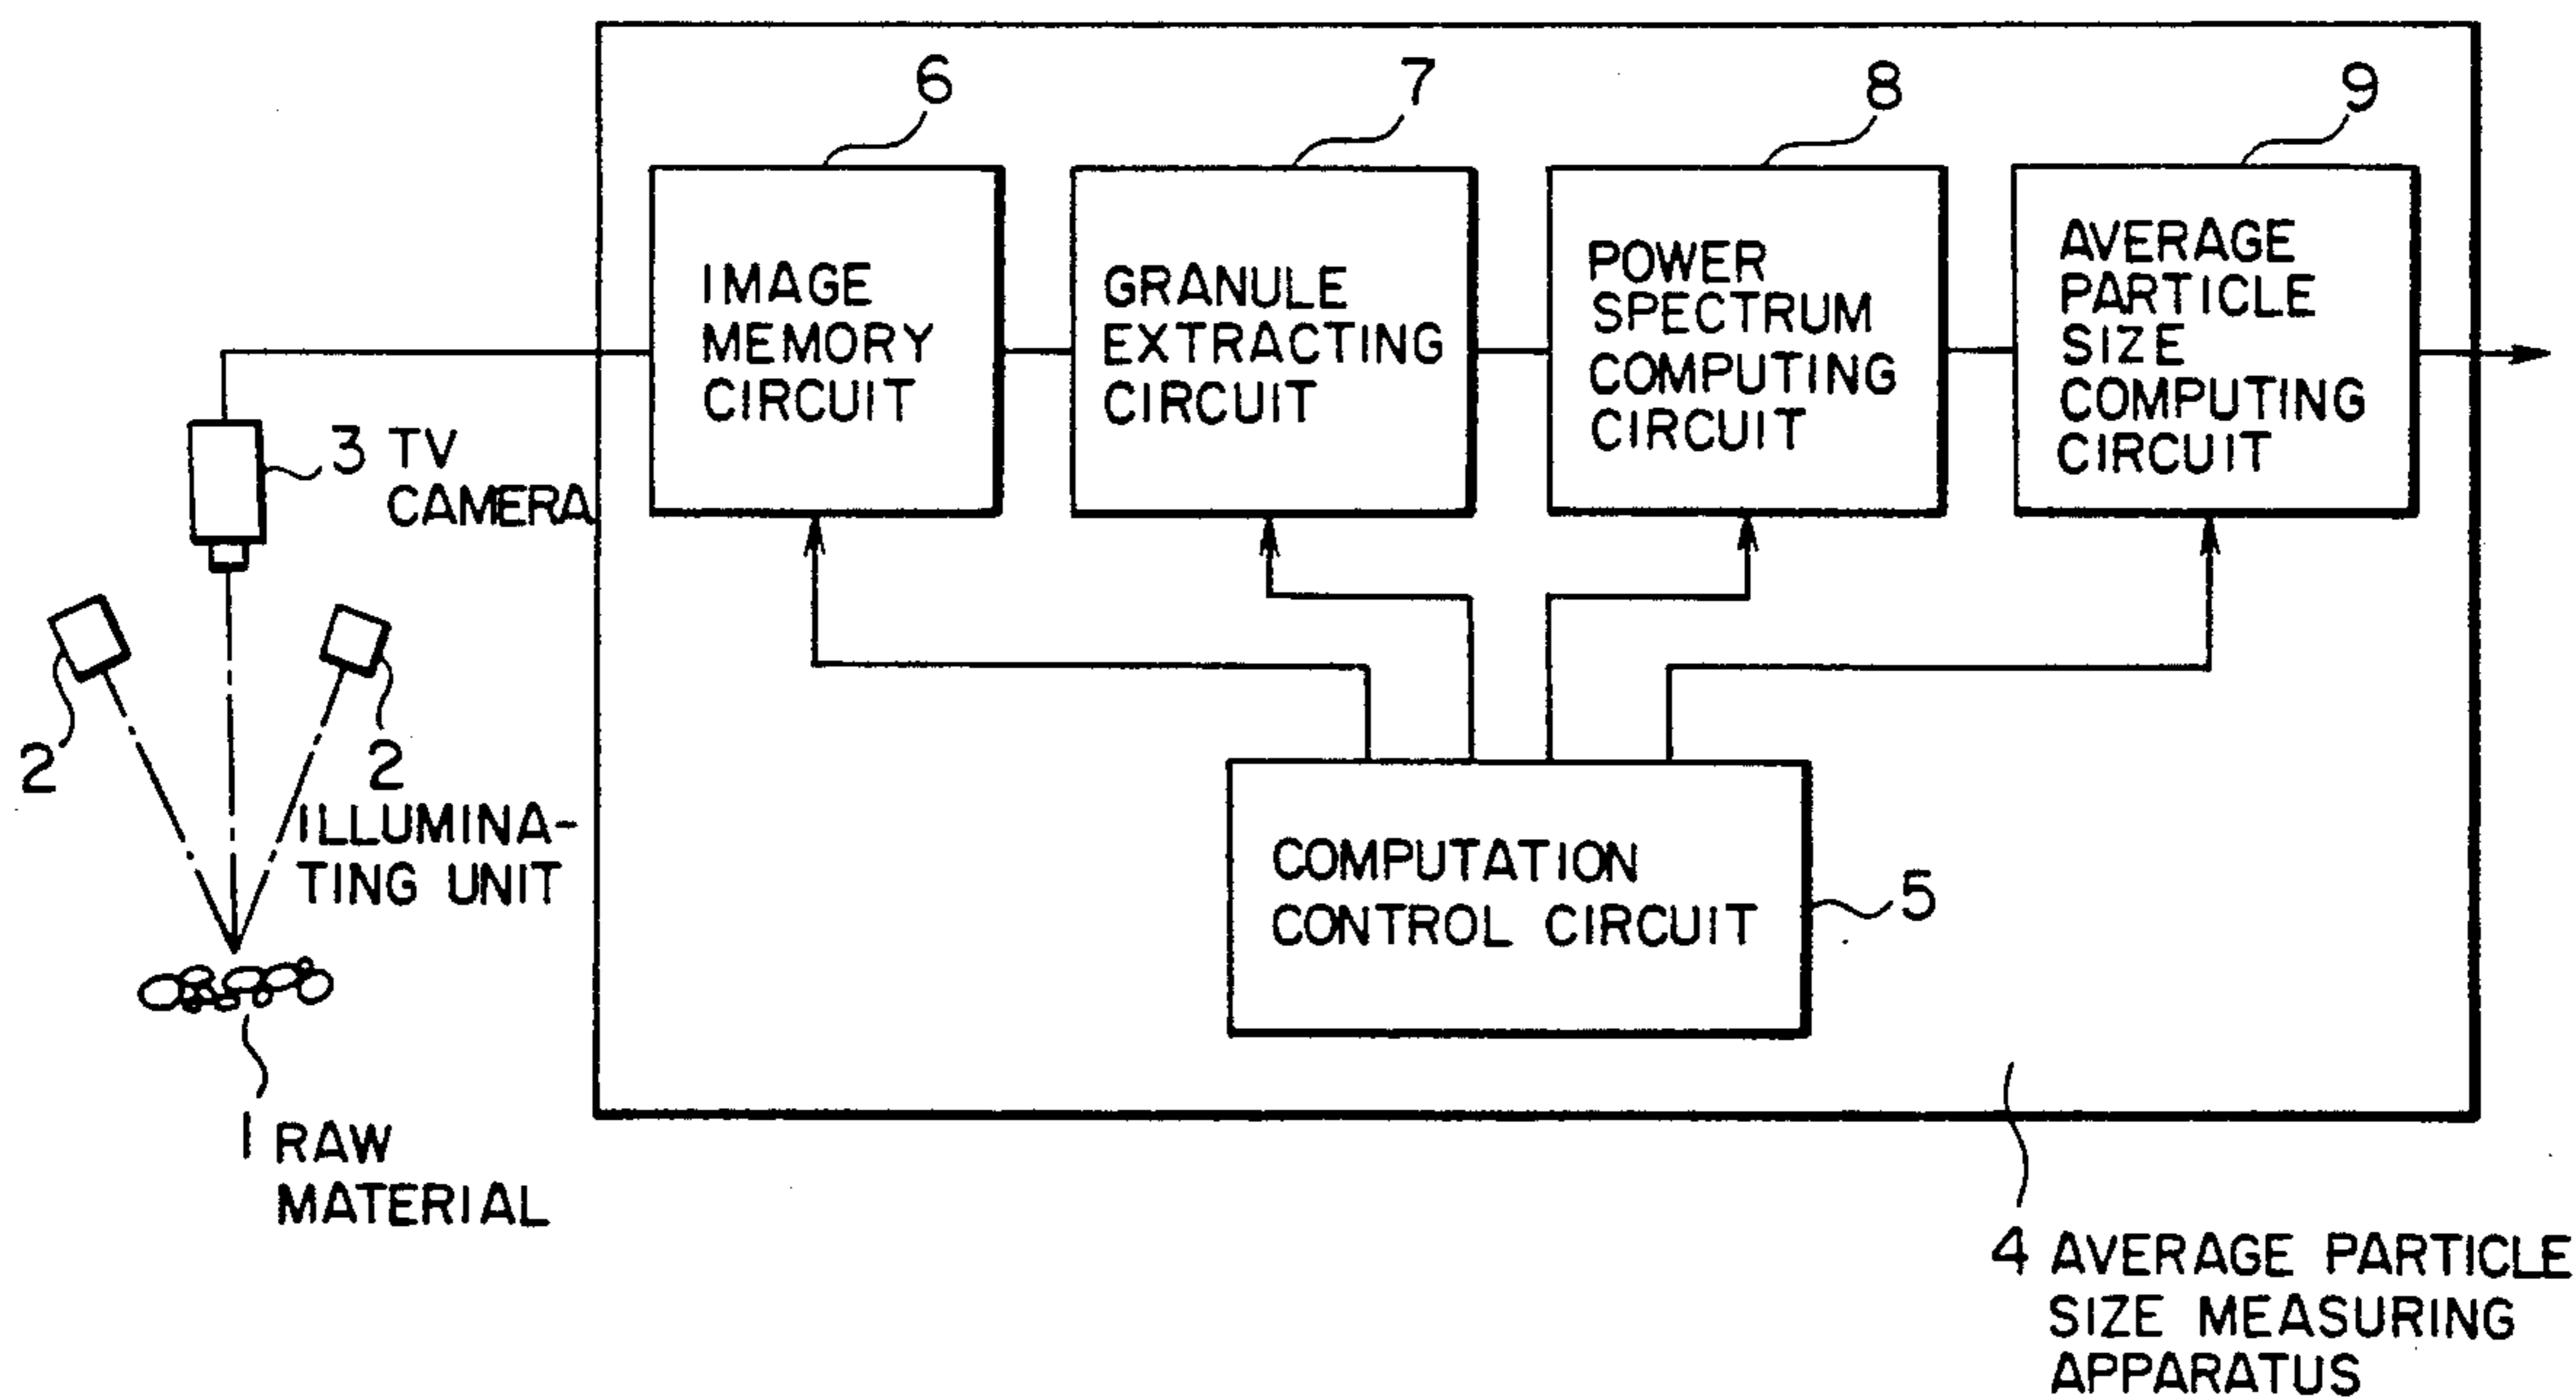 6
7
8
9
IMAGE
MEMORY
CIRCUIT
GRANULE
EXTRACTING
CIRCUIT
POWER
SPECTRUM
COMPUTING
CIRCUIT
AVERAGE
PARTICLE
SIZE
COMPUTING
CIRCUIT
3 TV
CAMERA
2
2
ILLUMINA-
TING UNIT
COMPUTATION
CONTROL CIRCUIT
5
1 RAW
MATERIAL
4 AVERAGE PARTICLE
SIZE MEASURING
APPARATUS